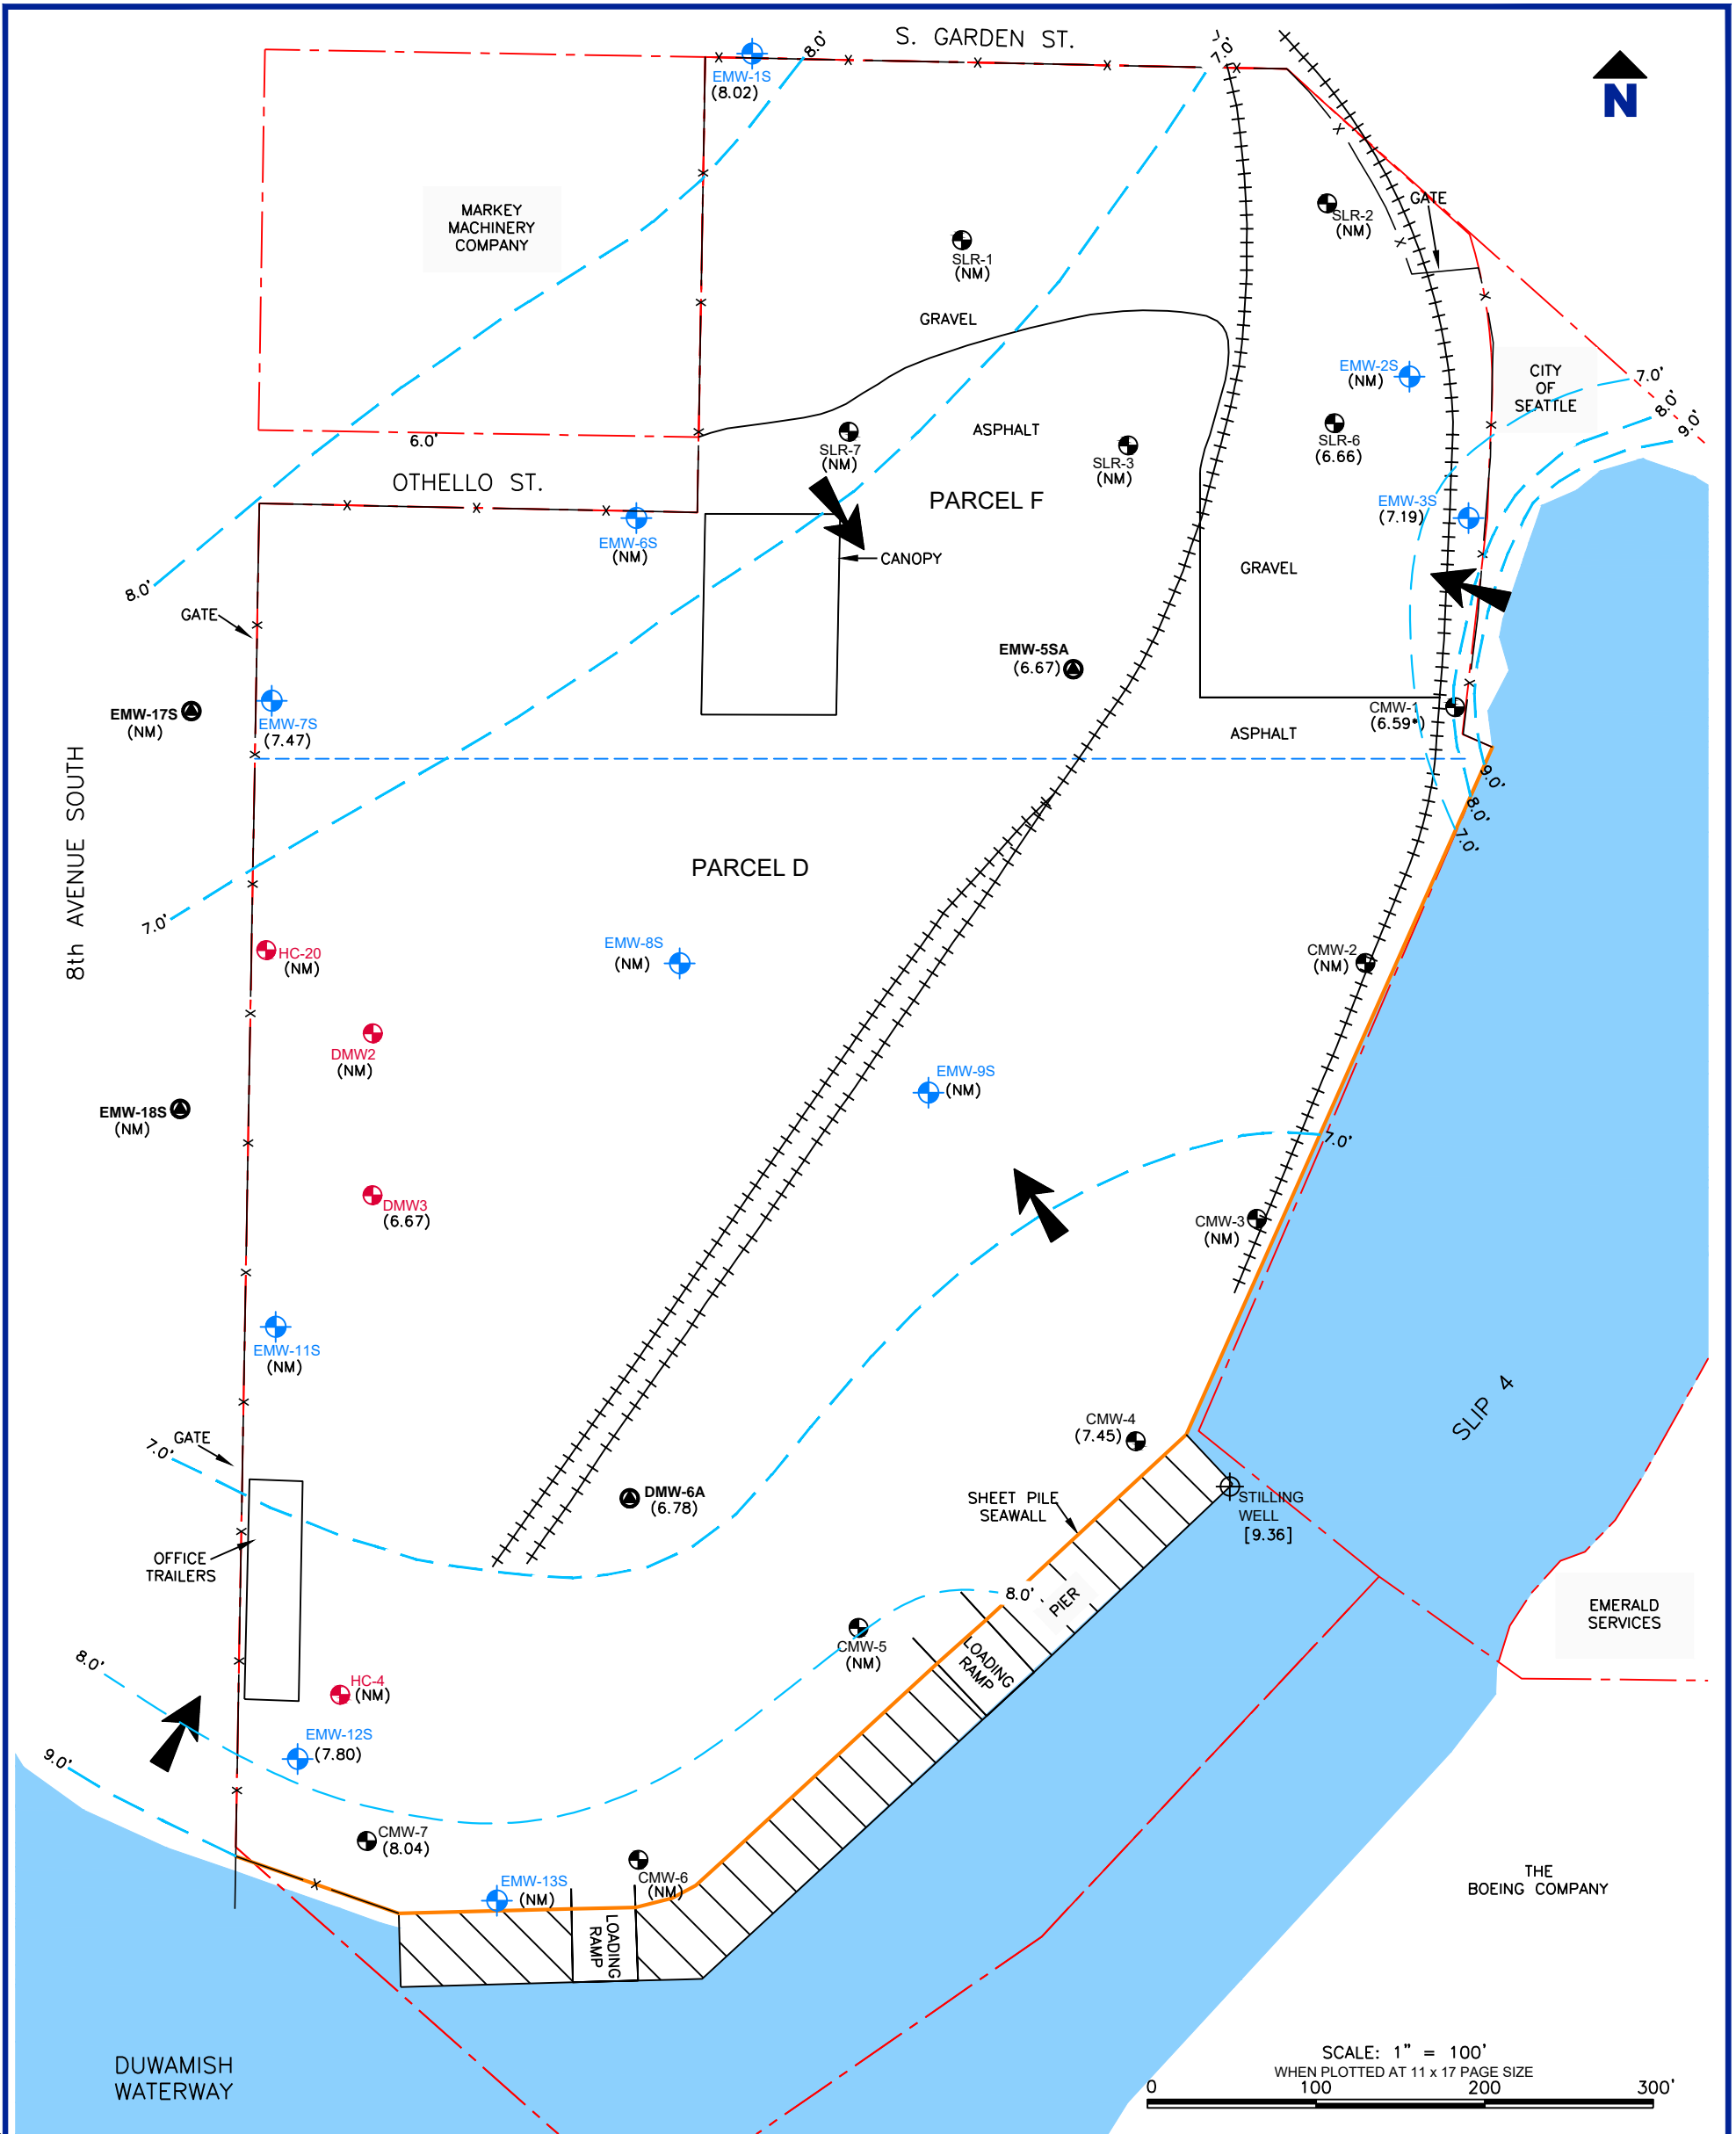 S. GARDEN ST.
N
EMW-1S
(8.02)
8.0'
7.0'
MARKEY
MACHINERY
COMPANY
SLR-1
(NM)
SLR-2
(NM)
GATE
GRAVEL
EMW-2S
(NM)
CITY
OF
SEATTLE
7.0'
8.0'
9.0'
6.0'
SLR-7
(NM)
ASPHALT
SLR-3
(NM)
SLR-6
(6.66)
OTHELLO ST.
PARCEL F
EMW-3S
(7.19)
EMW-6S
(NM)
CANOPY
GRAVEL
8.0'
GATE
EMW-5SA
(6.67)
EMW-17S
(NM)
EMW-7S
(7.47)
CMW-1
(6.59*)
ASPHALT
9.0'
8.0'
7.0'
8th AVENUE SOUTH
PARCEL D
7.0'
HC-20
(NM)
EMW-8S
(NM)
CMW-2
(NM)
DMW2
(NM)
EMW-9S
(NM)
EMW-18S
(NM)
7.0'
DMW3
(6.67)
CMW-3
(NM)
EMW-11S
(NM)
SLIP 4
GATE
7.0'
CMW-4
(7.45)
DMW-6A
(6.78)
SHEET PILE
SEAWALL
STILLING
WELL
[9.36]
OFFICE
TRAILERS
8.0'
PIER
EMERALD
SERVICES
CMW-5
(NM)
LOADING
RAMP
8.0'
HC-4
(NM)
EMW-12S
(7.80)
9.0'
CMW-7
(8.04)
CMW-6
(NM)
EMW-13S
(NM)
LOADING
RAMP
THE
BOEING COMPANY
DUWAMISH
WATERWAY
SCALE: 1" = 100'
WHEN PLOTTED AT 11 x 17 PAGE SIZE
0 100 200 300'